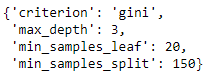 {'criterion': 'gini',
'max_depth': 3,
'min_samples_leaf': 20,
'min_samples_split': 150}